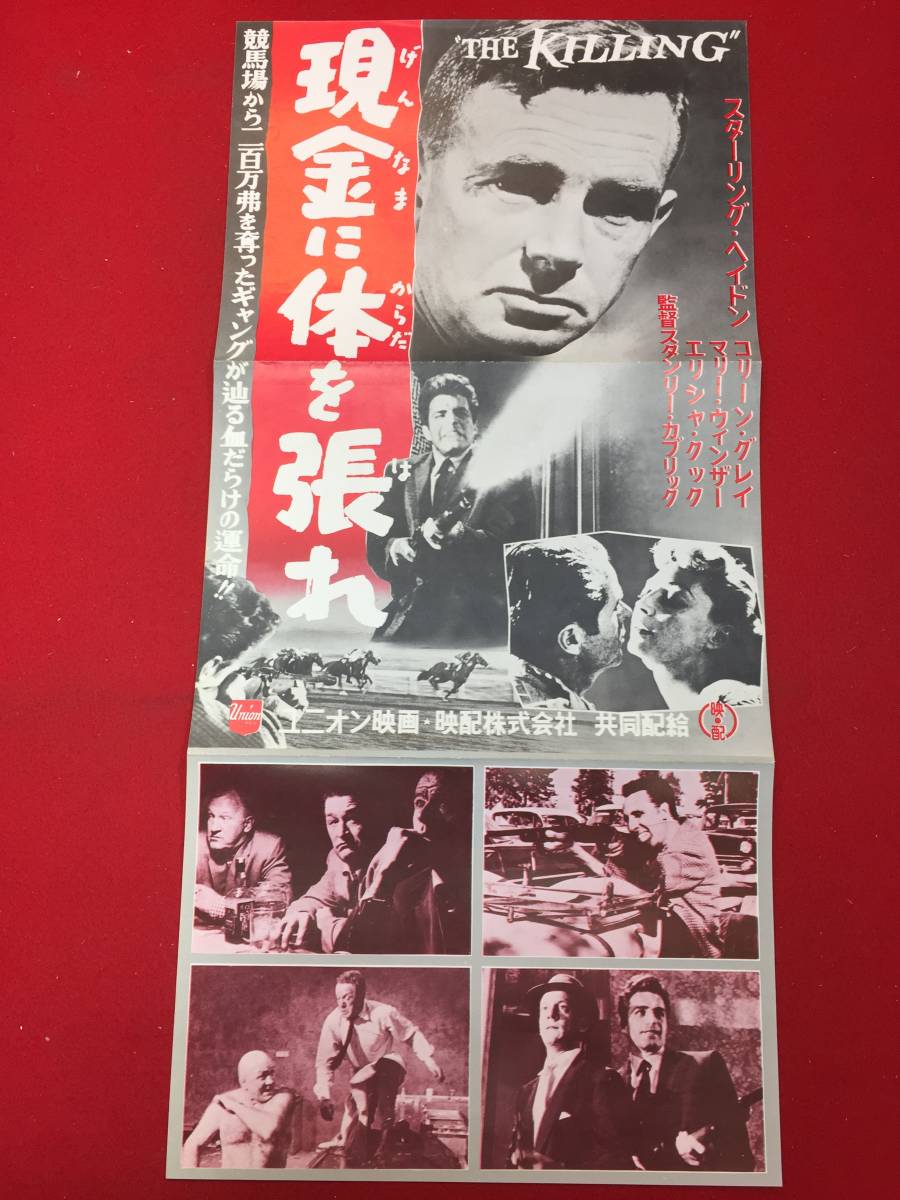 "THE KILLING"
スターリング・ヘイドン
コリーン・グレイ
マリー・ウィンザー
エリシャ・クック
監督スタンリー・カブリック
現金に体を張れ
げんなま
からだ
は
競馬場から二百万弗を奪ったギャングが辿る血だらけの運命!!
Union
ユニオン映画・映配株式会社 共同配給
映・配